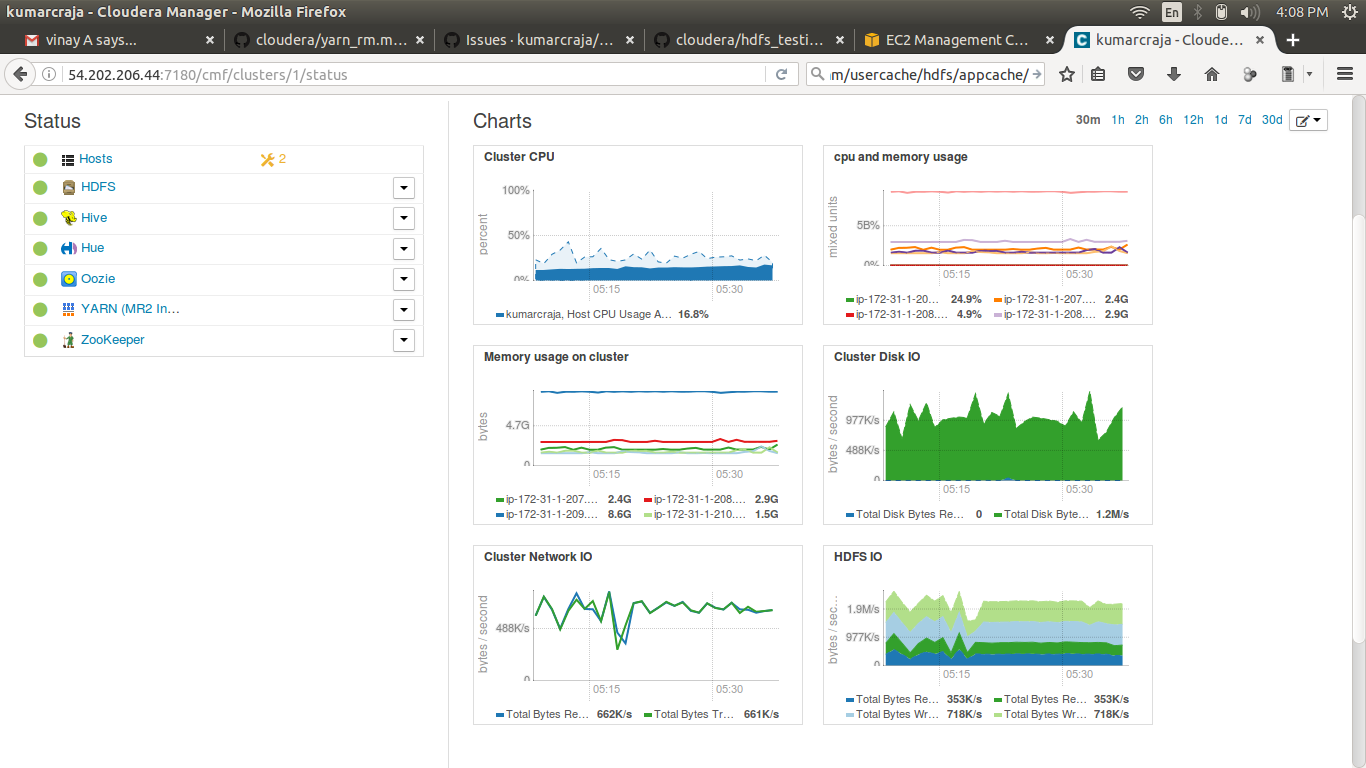 kumarcraja - Cloudera Manager - Mozilla Firefox
En
4:08 PM
vinay A says...
cloudera/yarn_rm.m...
Issues · kumarcraja/...
cloudera/hdfs_testi...
EC2 Management C...
kumarcraja - Cloude...
54.202.206.44:7180/cmf/clusters/1/status
m/usercache/hdfs/appcache/
Status
Hosts
2
HDFS
Hive
Hue
Oozie
YARN (MR2 In...
ZooKeeper
Charts
30m 1h 2h 6h 12h 1d 7d 30d
Cluster CPU
percent
100%
50%
0%
05:15 05:30
kumarcraja, Host CPU Usage A... 16.8%
cpu and memory usage
mixed units
5B%
0%
05:15 05:30
ip-172-31-1-20... 24.9% ip-172-31-1-207... 2.4G
ip-172-31-1-208... 4.9% ip-172-31-1-208... 2.9G
Memory usage on cluster
bytes
4.7G
0
05:15 05:30
ip-172-31-1-207.... 2.4G ip-172-31-1-208.... 2.9G
ip-172-31-1-209.... 8.6G ip-172-31-1-210.... 1.5G
Cluster Disk IO
bytes / second
977K/s
488K/s
0
05:15 05:30
Total Disk Bytes Re... 0 Total Disk Byte... 1.2M/s
Cluster Network IO
bytes / second
488K/s
0
05:15 05:30
Total Bytes Re... 662K/s Total Bytes Tr... 661K/s
HDFS IO
bytes / sec...
1.9M/s
977K/s
0
05:15 05:30
Total Bytes Re... 353K/s Total Bytes Re... 353K/s
Total Bytes Wr... 718K/s Total Bytes Wr... 718K/s